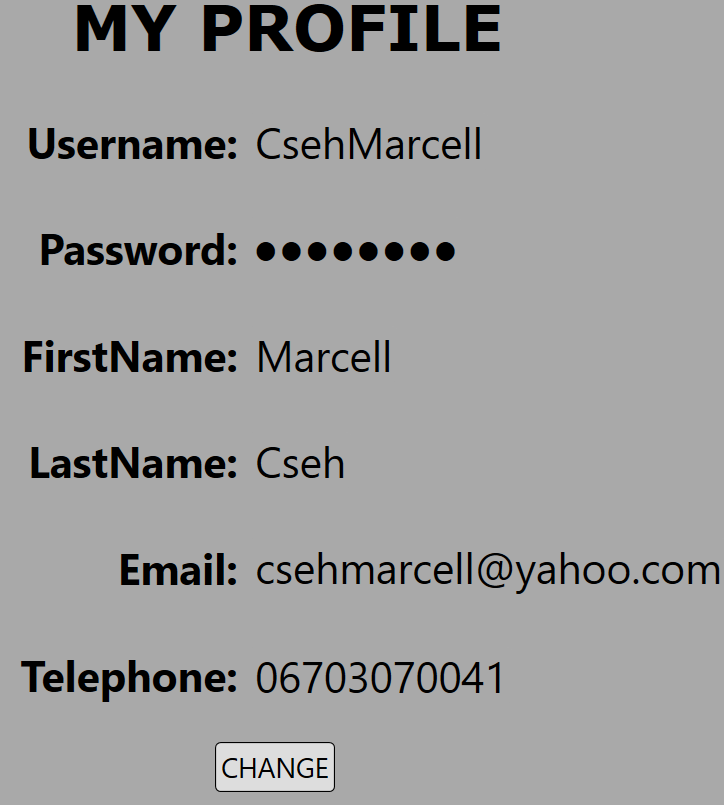 MY PROFILE
Username: CsehMarcell
Password: ●●●●●●●●
FirstName: Marcell
LastName: Cseh
Email: csehmarcell@yahoo.com
Telephone: 06703070041
CHANGE